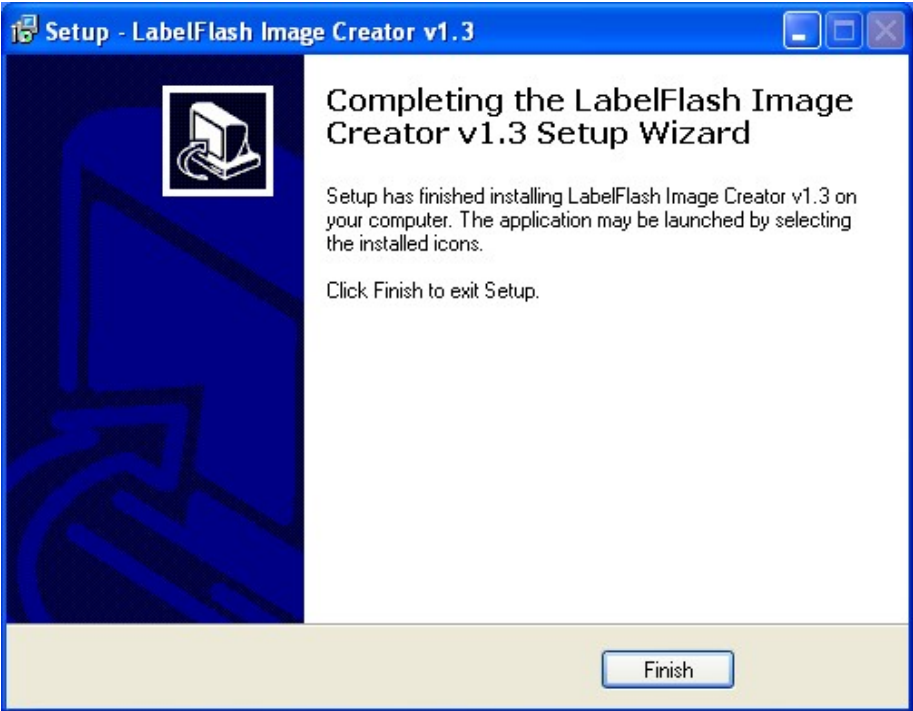 Setup - LabelFlash Image Creator v1.3
Completing the LabelFlash Image
Creator v1.3 Setup Wizard
Setup has finished installing LabelFlash Image Creator v1.3 on
your computer. The application may be launched by selecting
the installed icons.
Click Finish to exit Setup.
Finish